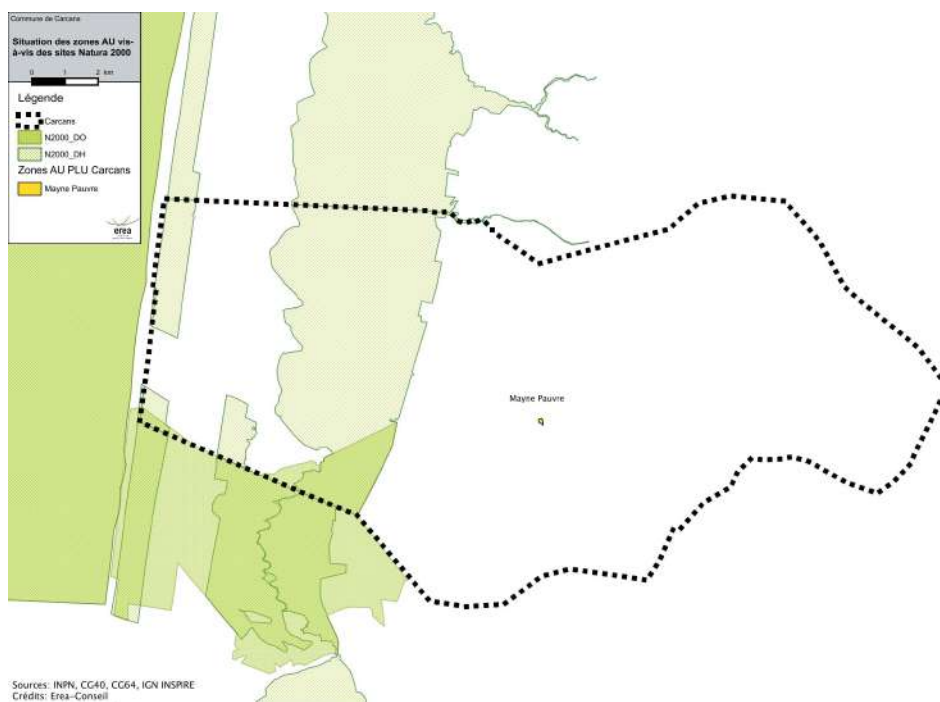 Commune de Carcans
Situation des zones AU vis-
à-vis des sites Natura 2000
0 1 2 km
Légende
Carcans
N2000_DO
N2000_DH
Zones AU PLU Carcans
Mayne Pauvre
erea
Mayne Pauvre
Sources: INPN, CG40, CG64, IGN INSPIRE
Crédits: Erea-Conseil